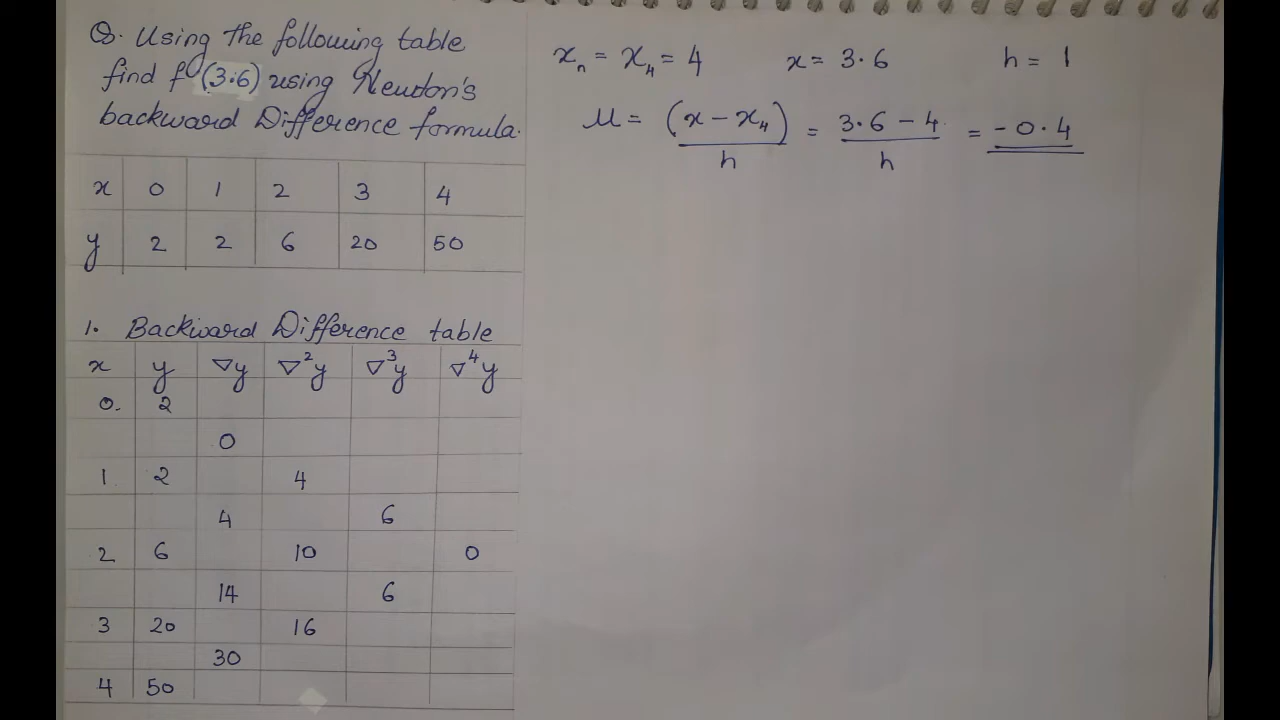 Q. Using the following table
find f (3.6) using Newton's
backward Difference formula.
x 0 1 2 3 4
y 2 2 6 20 50
1. Backward Difference table
x y ∇y ∇²y ∇³y ∇⁴y
0. 2
0
1 2 4
4 6
2 6 10 0
14 6
3 20 16
30
4 50
xₙ = x₄ = 4 x = 3.6 h = 1
μ = (x - x₄) / h = 3.6 - 4 / h = -0.4